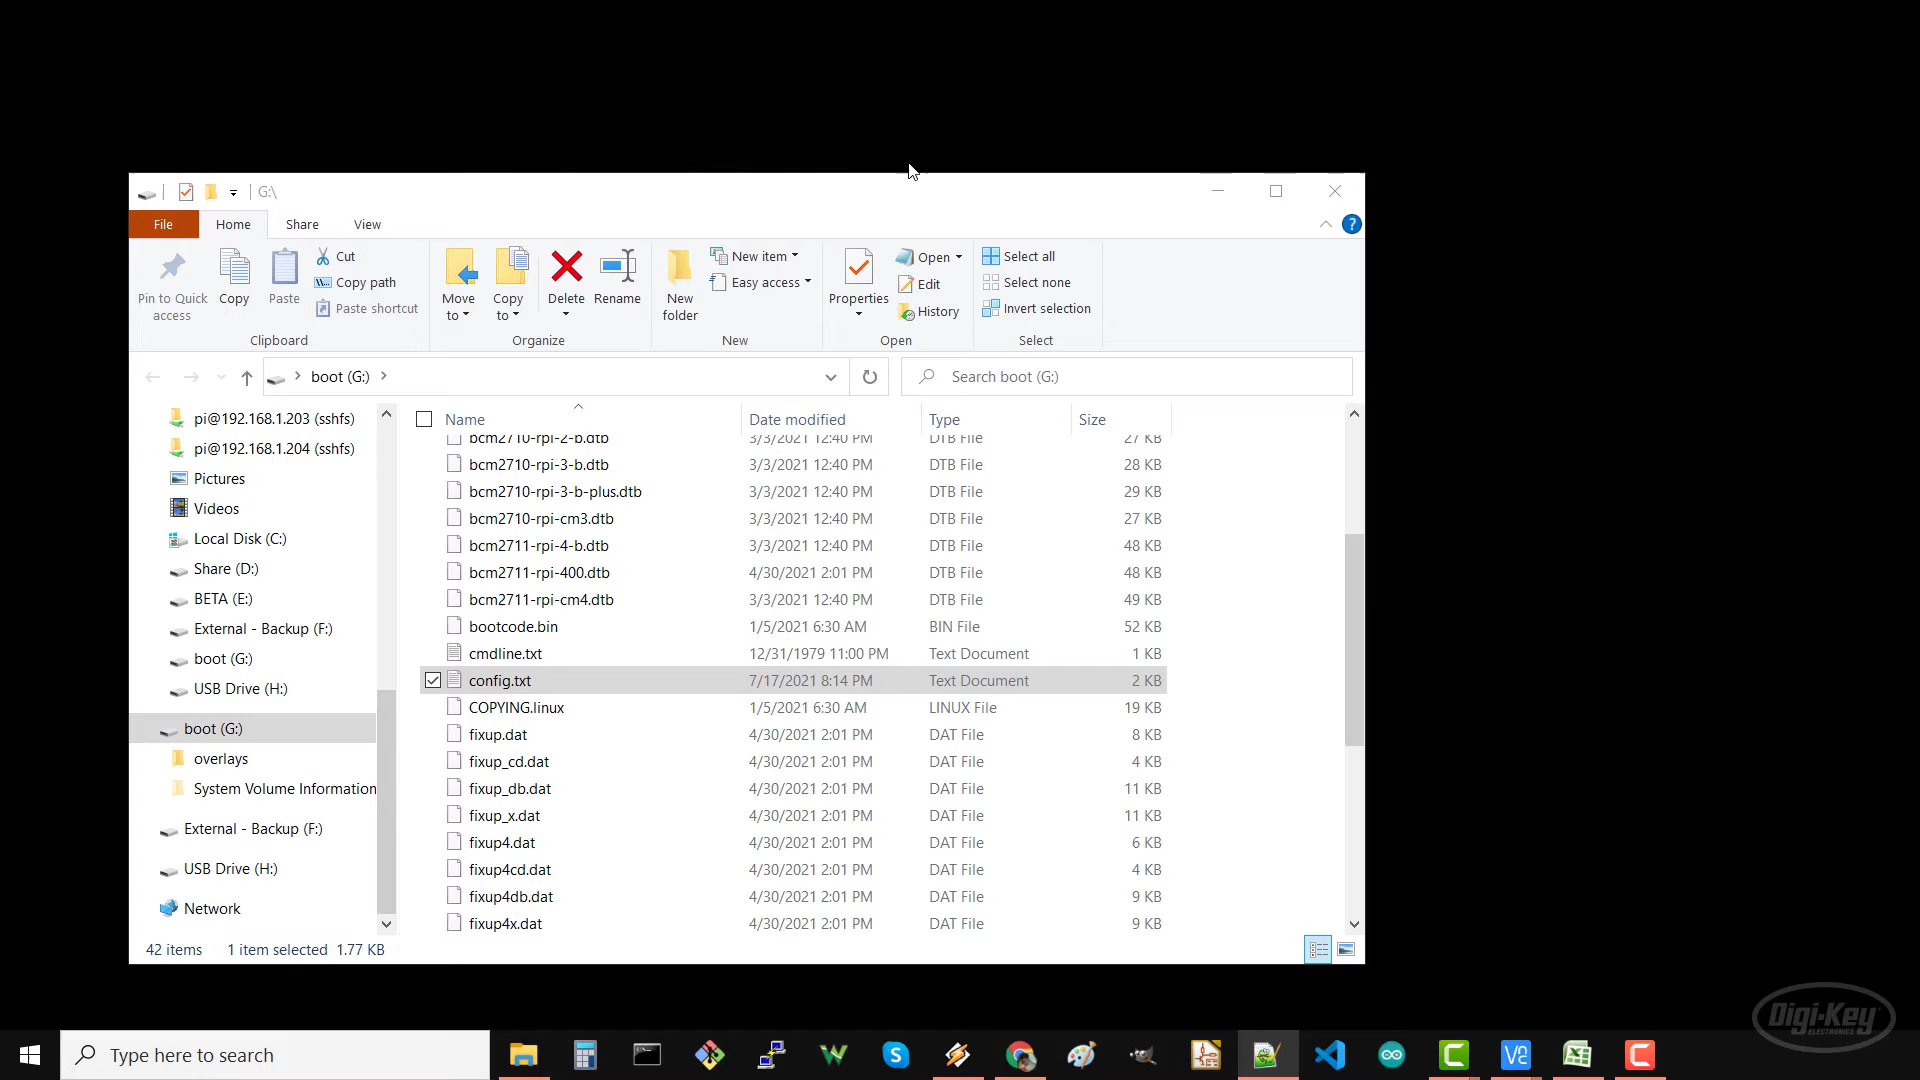 G:\
File Home Share View
Pin to Quick access
Copy
Paste
Cut
Copy path
Paste shortcut
Clipboard
Move to
Copy to
Delete
Rename
Organize
New folder
New item
Easy access
New
Properties
Open
Edit
History
Open
Select all
Select none
Invert selection
Select
boot (G:)
Search boot (G:)
pi@192.168.1.203 (sshfs)
pi@192.168.1.204 (sshfs)
Pictures
Videos
Local Disk (C:)
Share (D:)
BETA (E:)
External - Backup (F:)
boot (G:)
USB Drive (H:)
boot (G:)
overlays
System Volume Information
External - Backup (F:)
USB Drive (H:)
Network
Name Date modified Type Size
bcm2710-rpi-2-b.dtb 3/3/2021 12:40 PM DTB File 27 KB
bcm2710-rpi-3-b.dtb 3/3/2021 12:40 PM DTB File 28 KB
bcm2710-rpi-3-b-plus.dtb 3/3/2021 12:40 PM DTB File 29 KB
bcm2710-rpi-cm3.dtb 3/3/2021 12:40 PM DTB File 27 KB
bcm2711-rpi-4-b.dtb 3/3/2021 12:40 PM DTB File 48 KB
bcm2711-rpi-400.dtb 4/30/2021 2:01 PM DTB File 48 KB
bcm2711-rpi-cm4.dtb 3/3/2021 12:40 PM DTB File 49 KB
bootcode.bin 1/5/2021 6:30 AM BIN File 52 KB
cmdline.txt 12/31/1979 11:00 PM Text Document 1 KB
config.txt 7/17/2021 8:14 PM Text Document 2 KB
COPYING.linux 1/5/2021 6:30 AM LINUX File 19 KB
fixup.dat 4/30/2021 2:01 PM DAT File 8 KB
fixup_cd.dat 4/30/2021 2:01 PM DAT File 4 KB
fixup_db.dat 4/30/2021 2:01 PM DAT File 11 KB
fixup_x.dat 4/30/2021 2:01 PM DAT File 11 KB
fixup4.dat 4/30/2021 2:01 PM DAT File 6 KB
fixup4cd.dat 4/30/2021 2:01 PM DAT File 4 KB
fixup4db.dat 4/30/2021 2:01 PM DAT File 9 KB
fixup4x.dat 4/30/2021 2:01 PM DAT File 9 KB
42 items 1 item selected 1.77 KB
Digi-Key
ELECTRONICS
Type here to search